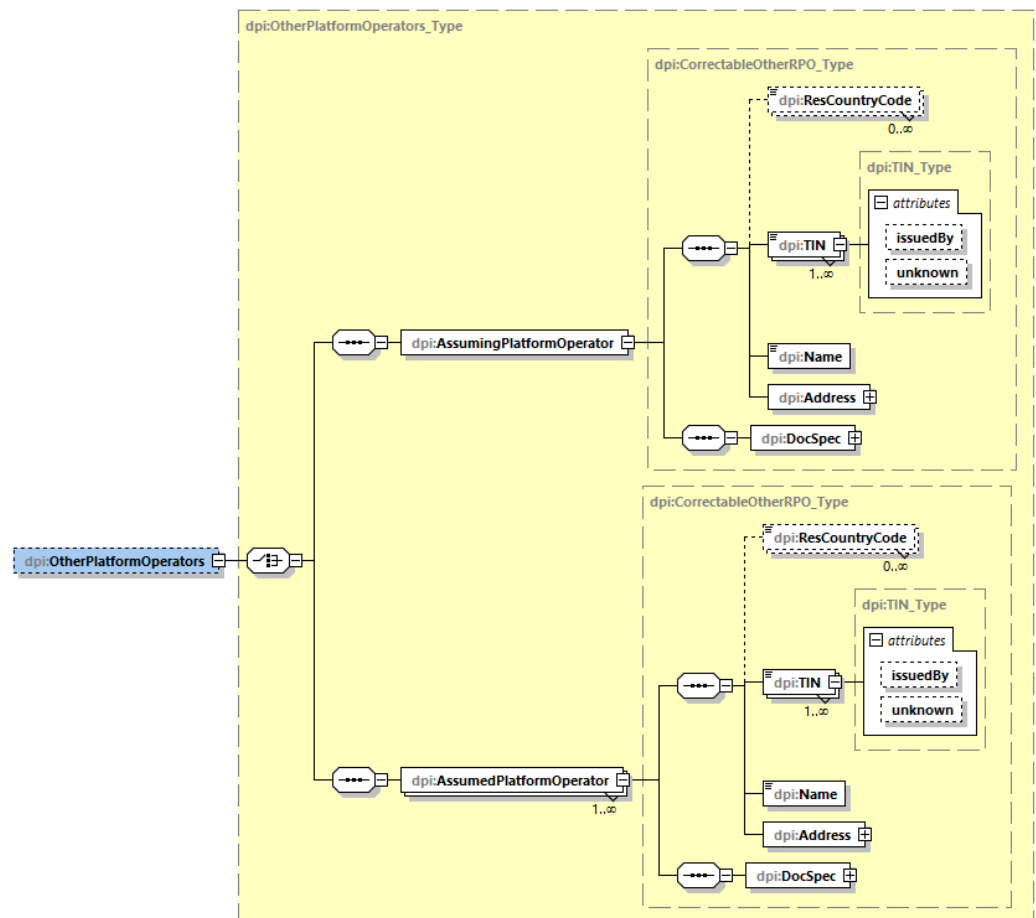 dpi:OtherPlatformOperators_Type
dpi:CorrectableOtherRPO_Type
dpi:ResCountryCode
0..∞
dpi:TIN_Type
attributes
issuedBy
unknown
dpi:TIN
1..∞
dpi:AssumingPlatformOperator
dpi:Name
dpi:Address
dpi:DocSpec
dpi:CorrectableOtherRPO_Type
dpi:ResCountryCode
0..∞
dpi:OtherPlatformOperators
dpi:TIN_Type
attributes
issuedBy
unknown
dpi:TIN
1..∞
dpi:AssumedPlatformOperator
1..∞
dpi:Name
dpi:Address
dpi:DocSpec